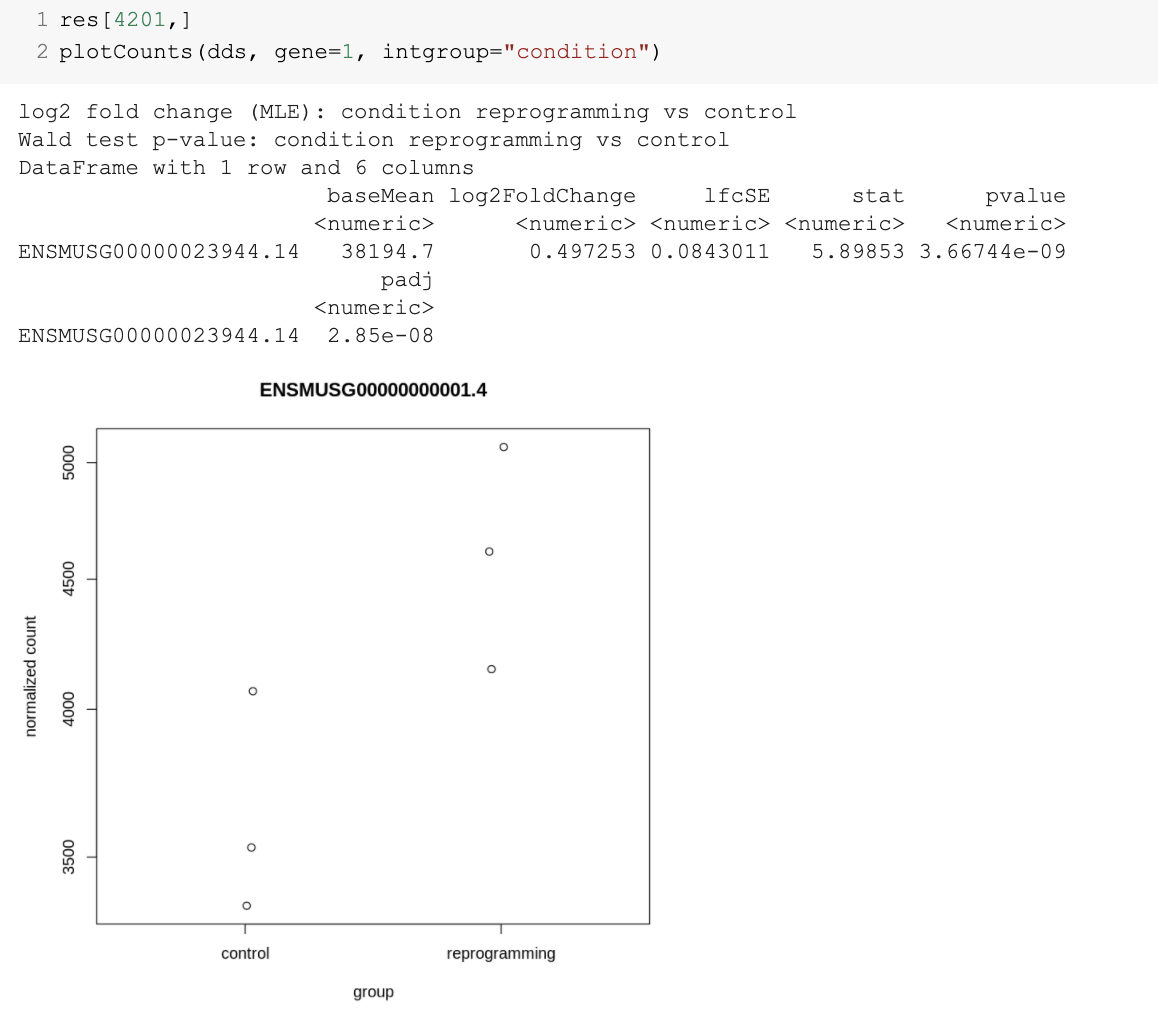 1 res[4201,]
2 plotCounts(dds, gene=1, intgroup="condition")
log2 fold change (MLE): condition reprogramming vs control
Wald test p-value: condition reprogramming vs control
DataFrame with 1 row and 6 columns
baseMean log2FoldChange lfcSE stat pvalue
<numeric> <numeric> <numeric> <numeric> <numeric>
ENSMUSG00000023944.14 38194.7 0.497253 0.0843011 5.89853 3.66744e-09
padj
<numeric>
ENSMUSG00000023944.14 2.85e-08
ENSMUSG00000000001.4
5000
4500
4000
3500
normalized count
control reprogramming
group